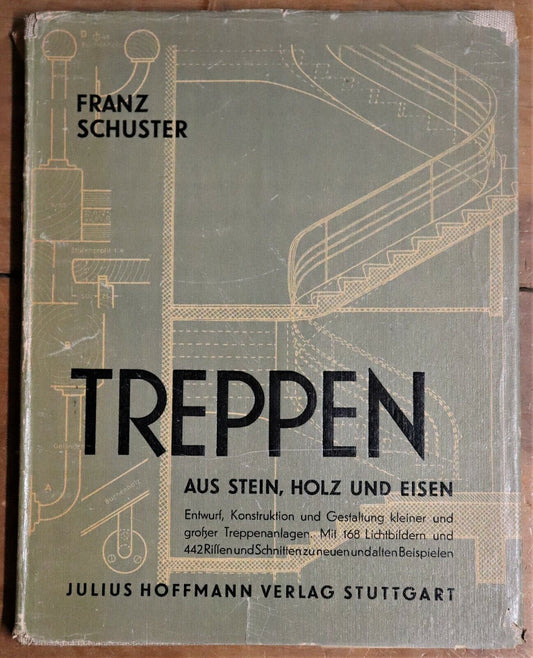 FRANZ
SCHUSTER
TREPPEN
AUS STEIN, HOLZ UND EISEN
Entwurf, Konstruktion und Gestaltung kleiner und
großer Treppenanlagen. Mit 168 Lichtbildern und
442 Rissen und Schnitten zu neuen und alten Beispielen
JULIUS HOFFMANN VERLAG STUTTGART
D
B
A